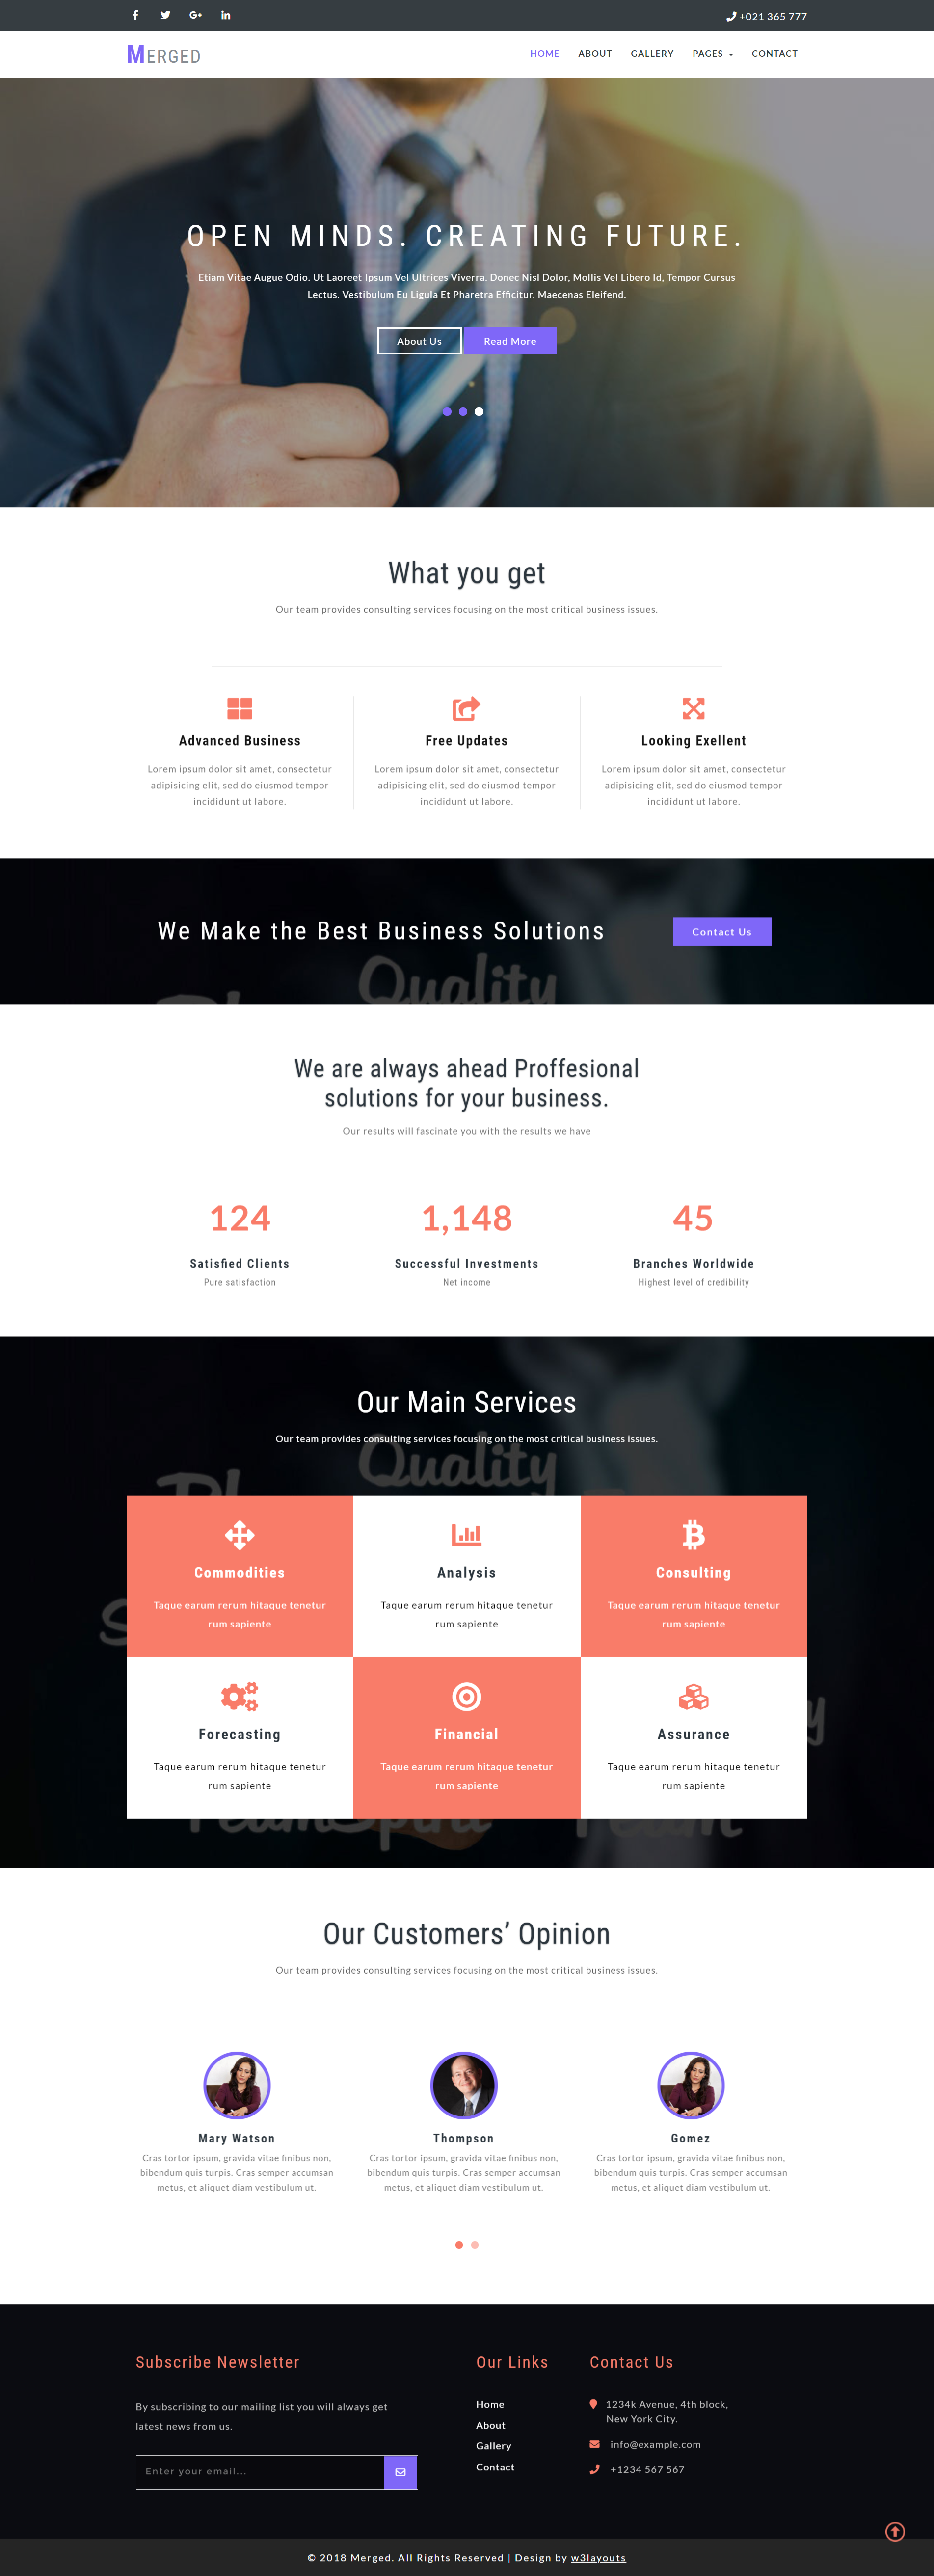 +021 365 777
MERGED
HOME ABOUT GALLERY PAGES CONTACT
OPEN MINDS. CREATING FUTURE.
Etiam Vitae Augue Odio. Ut Laoreet Ipsum Vel Ultrices Viverra. Donec Nisl Dolor, Mollis Vel Libero Id, Tempor Cursus
Lectus. Vestibulum Eu Ligula Et Pharetra Efficitur. Maecenas Eleifend.
About Us Read More
What you get
Our team provides consulting services focusing on the most critical business issues.
Advanced Business
Lorem ipsum dolor sit amet, consectetur
adipisicing elit, sed do eiusmod tempor
incididunt ut labore.
Free Updates
Lorem ipsum dolor sit amet, consectetur
adipisicing elit, sed do eiusmod tempor
incididunt ut labore.
Looking Exellent
Lorem ipsum dolor sit amet, consectetur
adipisicing elit, sed do eiusmod tempor
incididunt ut labore.
We Make the Best Business Solutions
Contact Us
Quality
We are always ahead Proffesional
solutions for your business.
Our results will fascinate you with the results we have
124
Satisfied Clients
Pure satisfaction
1,148
Successful Investments
Net income
45
Branches Worldwide
Highest level of credibility
Our Main Services
Our team provides consulting services focusing on the most critical business issues.
Quality
Commodities
Taque earum rerum hitaque tenetur
rum sapiente
Analysis
Taque earum rerum hitaque tenetur
rum sapiente
Consulting
Taque earum rerum hitaque tenetur
rum sapiente
Forecasting
Taque earum rerum hitaque tenetur
rum sapiente
Financial
Taque earum rerum hitaque tenetur
rum sapiente
Assurance
Taque earum rerum hitaque tenetur
rum sapiente
Our Customers’ Opinion
Our team provides consulting services focusing on the most critical business issues.
Mary Watson
Cras tortor ipsum, gravida vitae finibus non,
bibendum quis turpis. Cras semper accumsan
metus, et aliquet diam vestibulum ut.
Thompson
Cras tortor ipsum, gravida vitae finibus non,
bibendum quis turpis. Cras semper accumsan
metus, et aliquet diam vestibulum ut.
Gomez
Cras tortor ipsum, gravida vitae finibus non,
bibendum quis turpis. Cras semper accumsan
metus, et aliquet diam vestibulum ut.
Subscribe Newsletter
By subscribing to our mailing list you will always get
latest news from us.
Enter your email...
Our Links
Home
About
Gallery
Contact
Contact Us
1234k Avenue, 4th block,
New York City.
info@example.com
+1234 567 567
© 2018 Merged. All Rights Reserved | Design by w3layouts